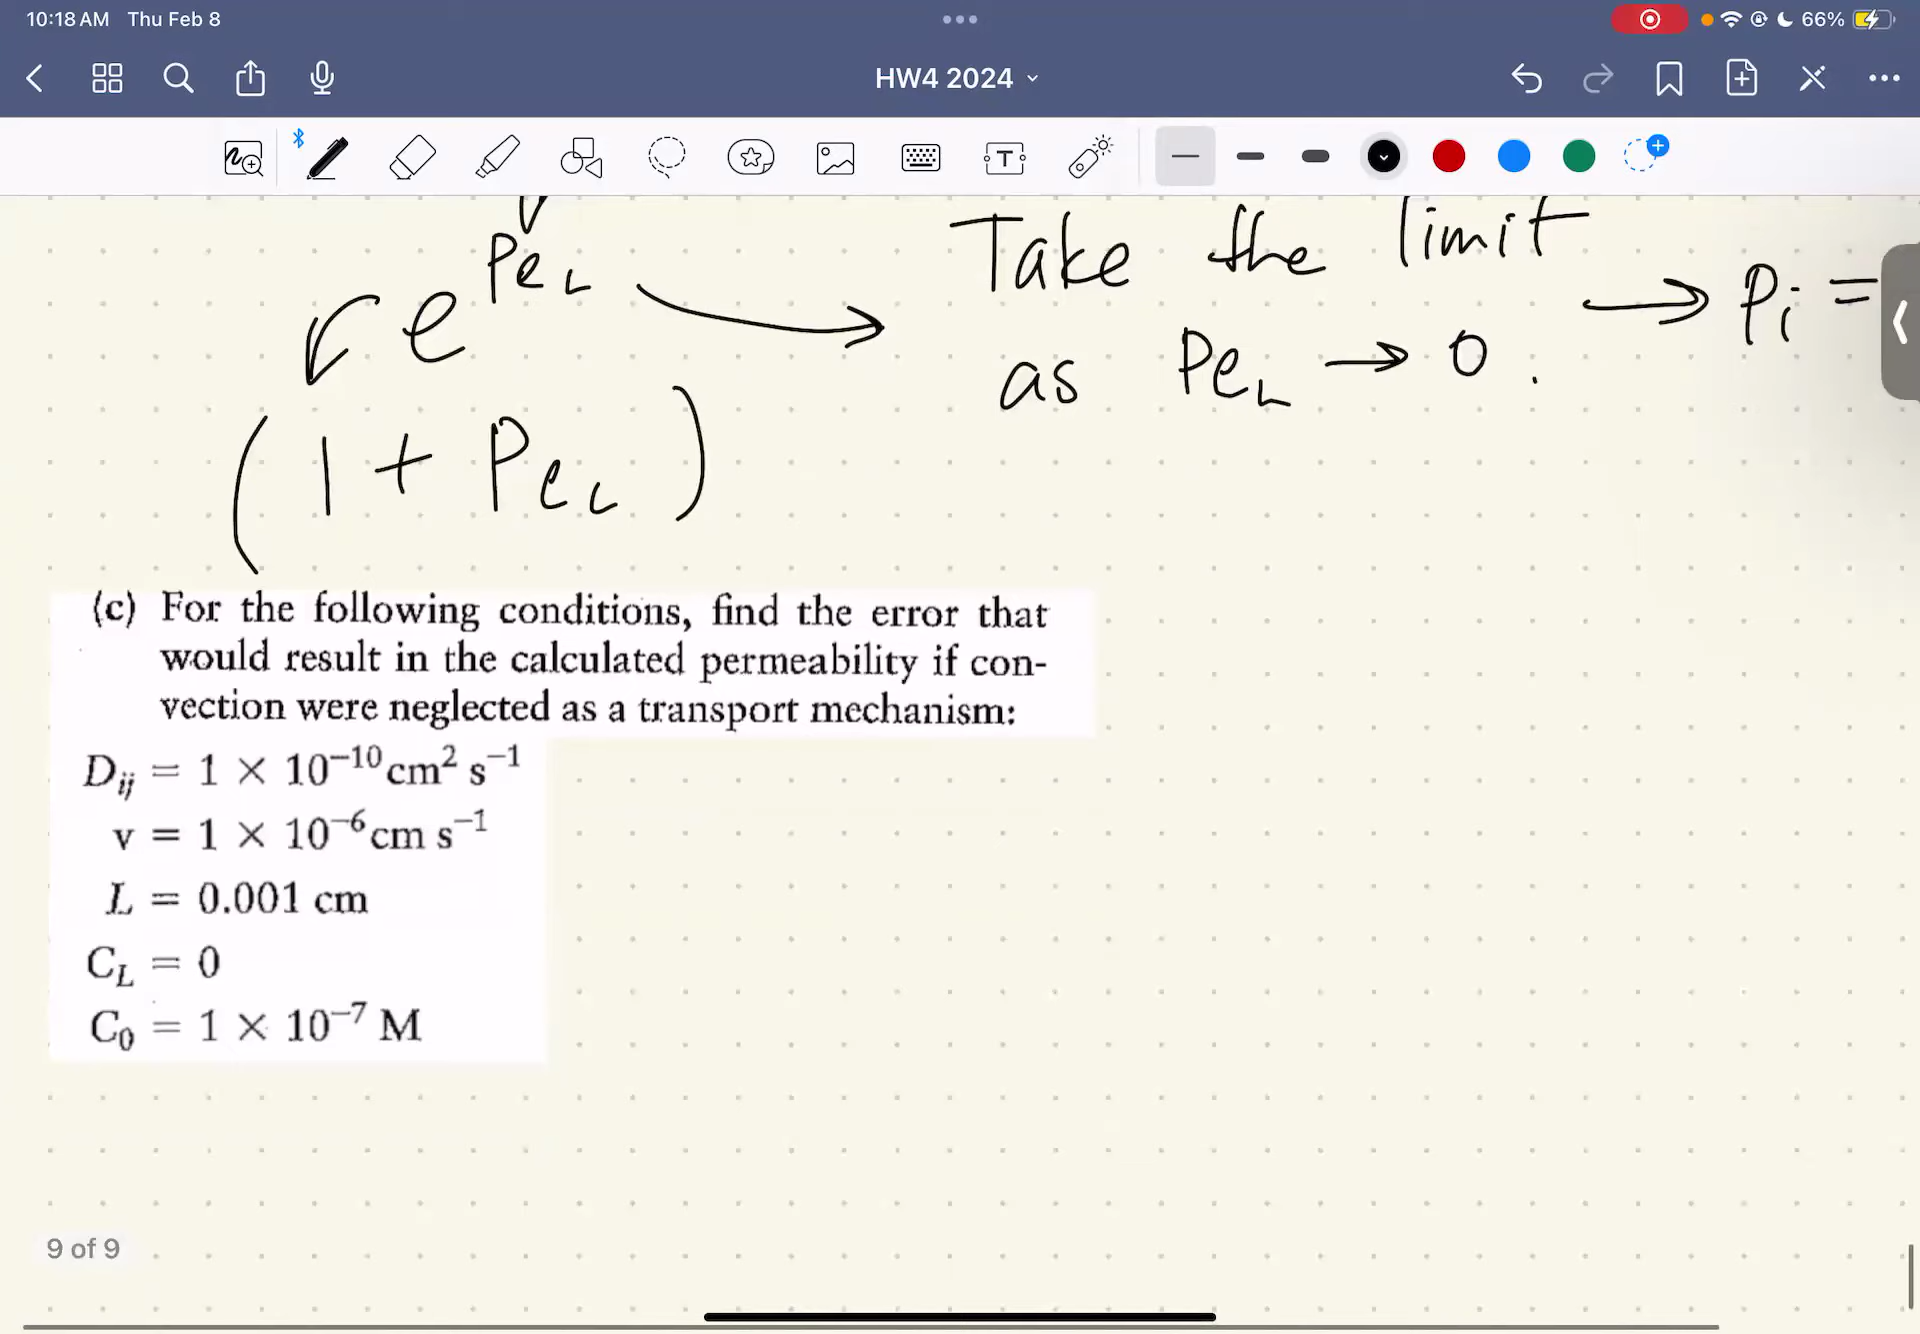 10:18 AM Thu Feb 8
66%
HW4 2024
T
Take the limit
e^{Pe_L}
as Pe_L → 0 .
→ P_i =
(1 + Pe_L)
(c) For the following conditions, find the error that
would result in the calculated permeability if con-
vection were neglected as a transport mechanism:
D_{ij} = 1 × 10^{-10} cm^2 s^{-1}
v = 1 × 10^{-6} cm s^{-1}
L = 0.001 cm
C_L = 0
C_0 = 1 × 10^{-7} M
9 of 9